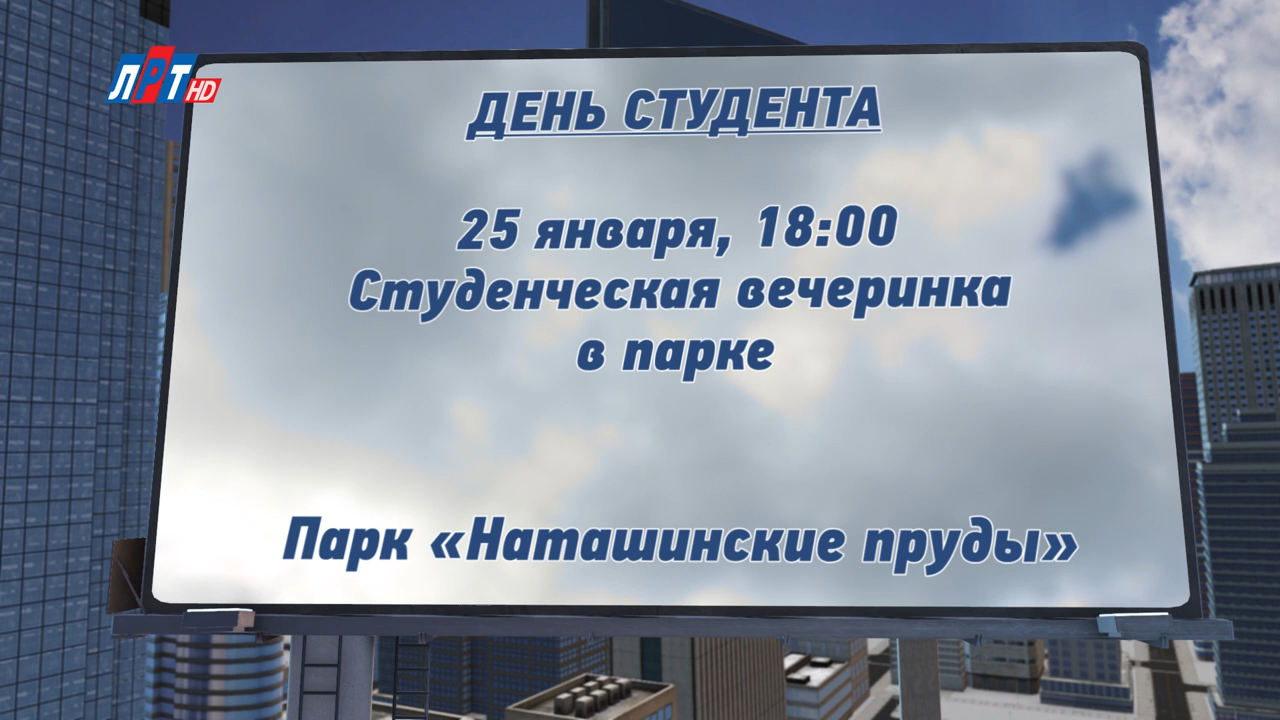 ЛРТ HD
ДЕНЬ СТУДЕНТА
25 января, 18:00
Студенческая вечеринка
в парке
Парк «Наташинские пруды»